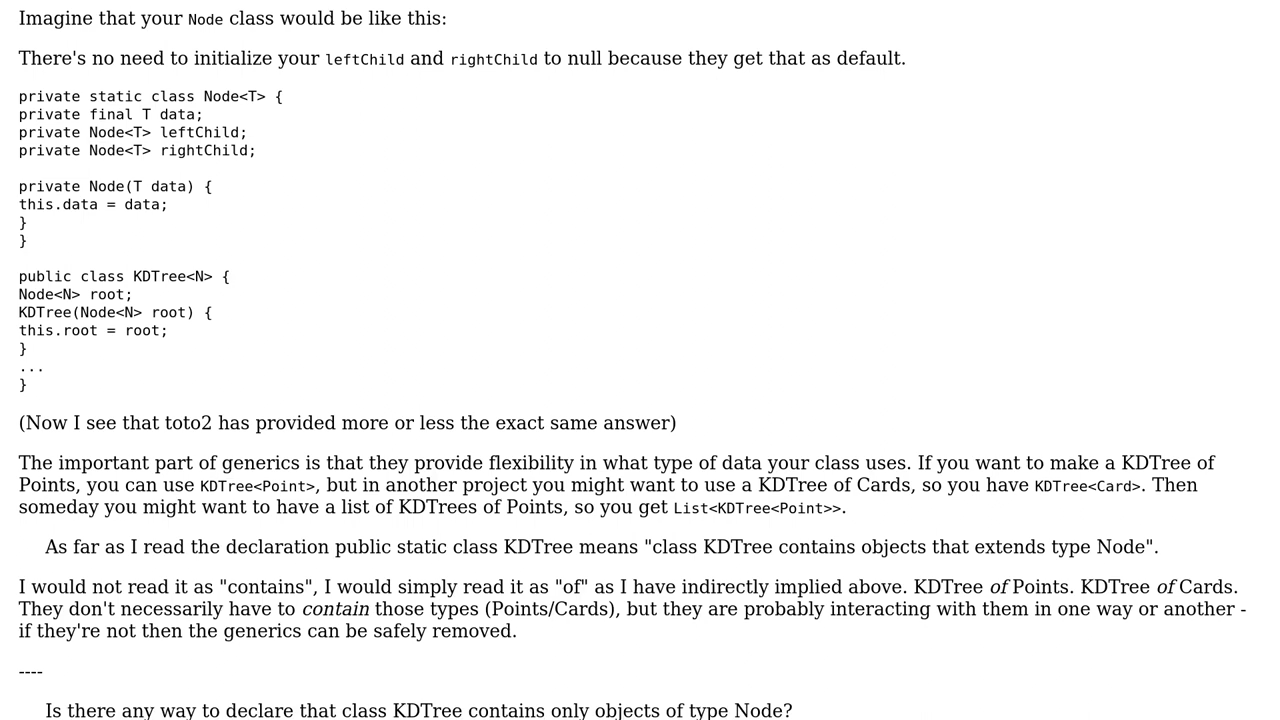 Imagine that your Node class would be like this:
There's no need to initialize your leftChild and rightChild to null because they get that as default.
private static class Node<T> {
private final T data;
private Node<T> leftChild;
private Node<T> rightChild;
private Node(T data) {
this.data = data;
}
}
public class KDTree<N> {
Node<N> root;
KDTree(Node<N> root) {
this.root = root;
}
...
}
(Now I see that toto2 has provided more or less the exact same answer)
The important part of generics is that they provide flexibility in what type of data your class uses. If you want to make a KDTree of
Points, you can use KDTree<Point>, but in another project you might want to use a KDTree of Cards, so you have KDTree<Card>. Then
someday you might want to have a list of KDTrees of Points, so you get List<KDTree<Point>>.
As far as I read the declaration public static class KDTree means "class KDTree contains objects that extends type Node".
I would not read it as "contains", I would simply read it as "of" as I have indirectly implied above. KDTree of Points. KDTree of Cards.
They don't necessarily have to contain those types (Points/Cards), but they are probably interacting with them in one way or another -
if they're not then the generics can be safely removed.
----
Is there any way to declare that class KDTree contains only objects of type Node?